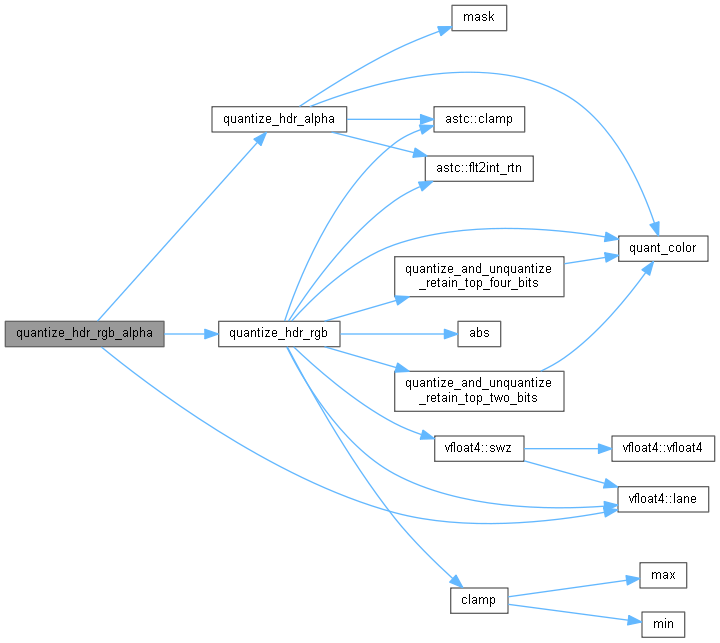 mask
quantize_hdr_alpha
astc::clamp
astc::flt2int_rtn
quant_color
quantize_and_unquantize
_retain_top_four_bits
quantize_hdr_rgb_alpha
quantize_hdr_rgb
abs
quantize_and_unquantize
_retain_top_two_bits
vfloat4::swz
vfloat4::vfloat4
vfloat4::lane
max
clamp
min